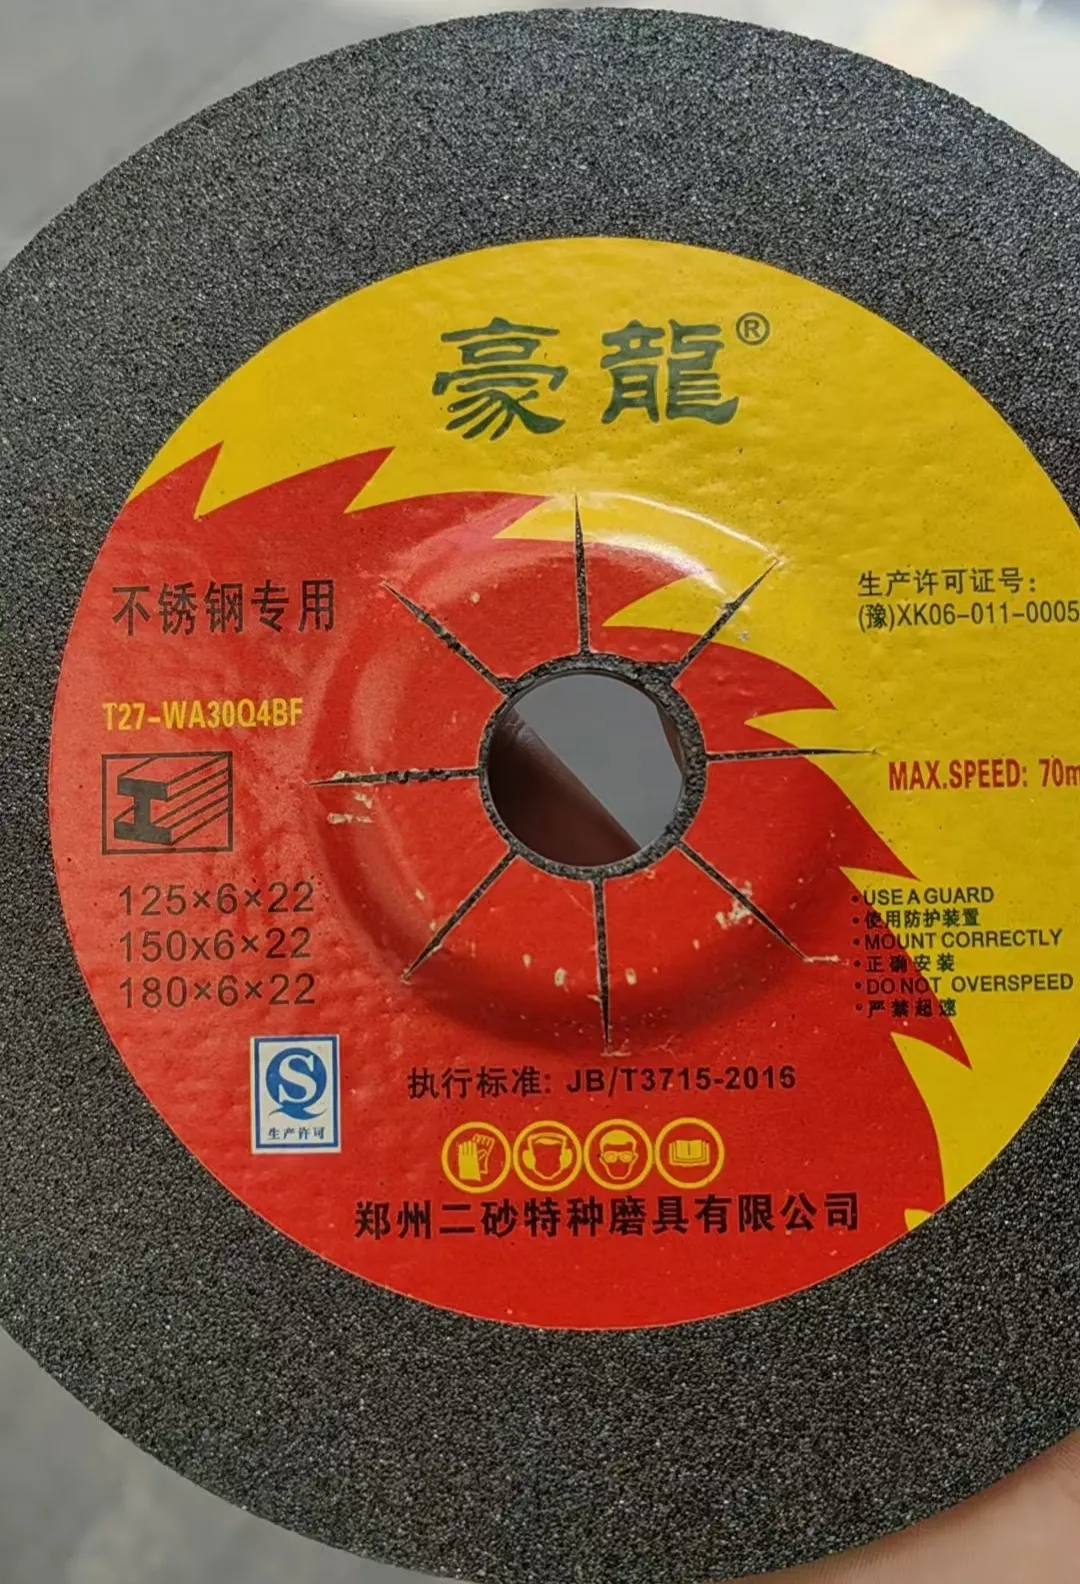 豪龍®
不锈钢专用
T27-WA30Q4BF
125×6×22
150x6×22
180×6×22
生产许可证号：
(豫)XK06-011-0005
MAX.SPEED: 70m
·USE A GUARD
·使用防护装置
·MOUNT CORRECTLY
·正确安装
·DO NOT OVERSPEED
·严禁超速
S
生产许可
执行标准: JB/T3715-2016
郑州二砂特种磨具有限公司